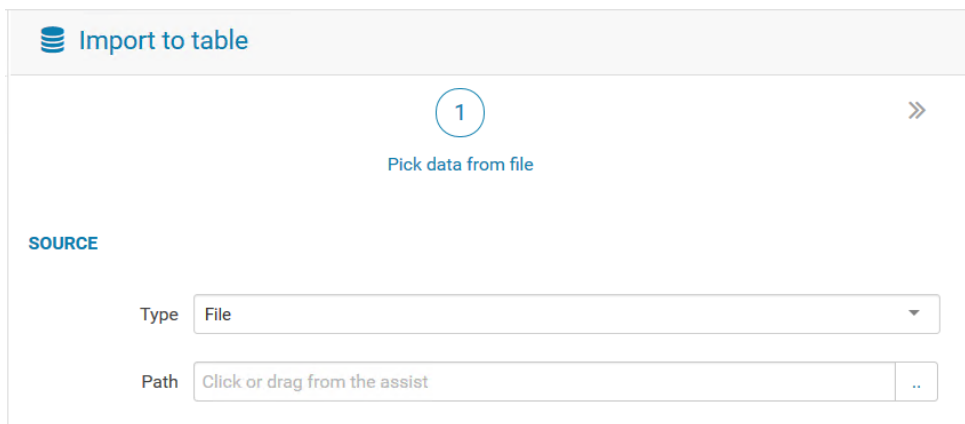 Import to table
1
Pick data from file
SOURCE
Type File
Path Click or drag from the assist ..